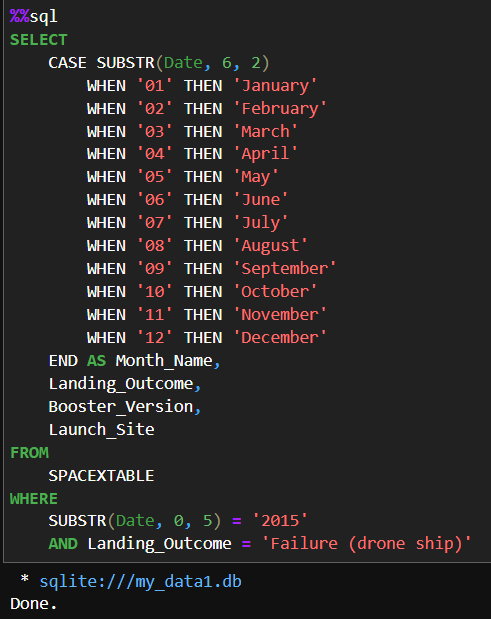 %%sql
SELECT
    CASE SUBSTR(Date, 6, 2)
        WHEN '01' THEN 'January'
        WHEN '02' THEN 'February'
        WHEN '03' THEN 'March'
        WHEN '04' THEN 'April'
        WHEN '05' THEN 'May'
        WHEN '06' THEN 'June'
        WHEN '07' THEN 'July'
        WHEN '08' THEN 'August'
        WHEN '09' THEN 'September'
        WHEN '10' THEN 'October'
        WHEN '11' THEN 'November'
        WHEN '12' THEN 'December'
    END AS Month_Name,
    Landing_Outcome,
    Booster_Version,
    Launch_Site
FROM
    SPACEXTABLE
WHERE
    SUBSTR(Date, 0, 5) = '2015'
    AND Landing_Outcome = 'Failure (drone ship)'
 * sqlite:///my_data1.db
Done.